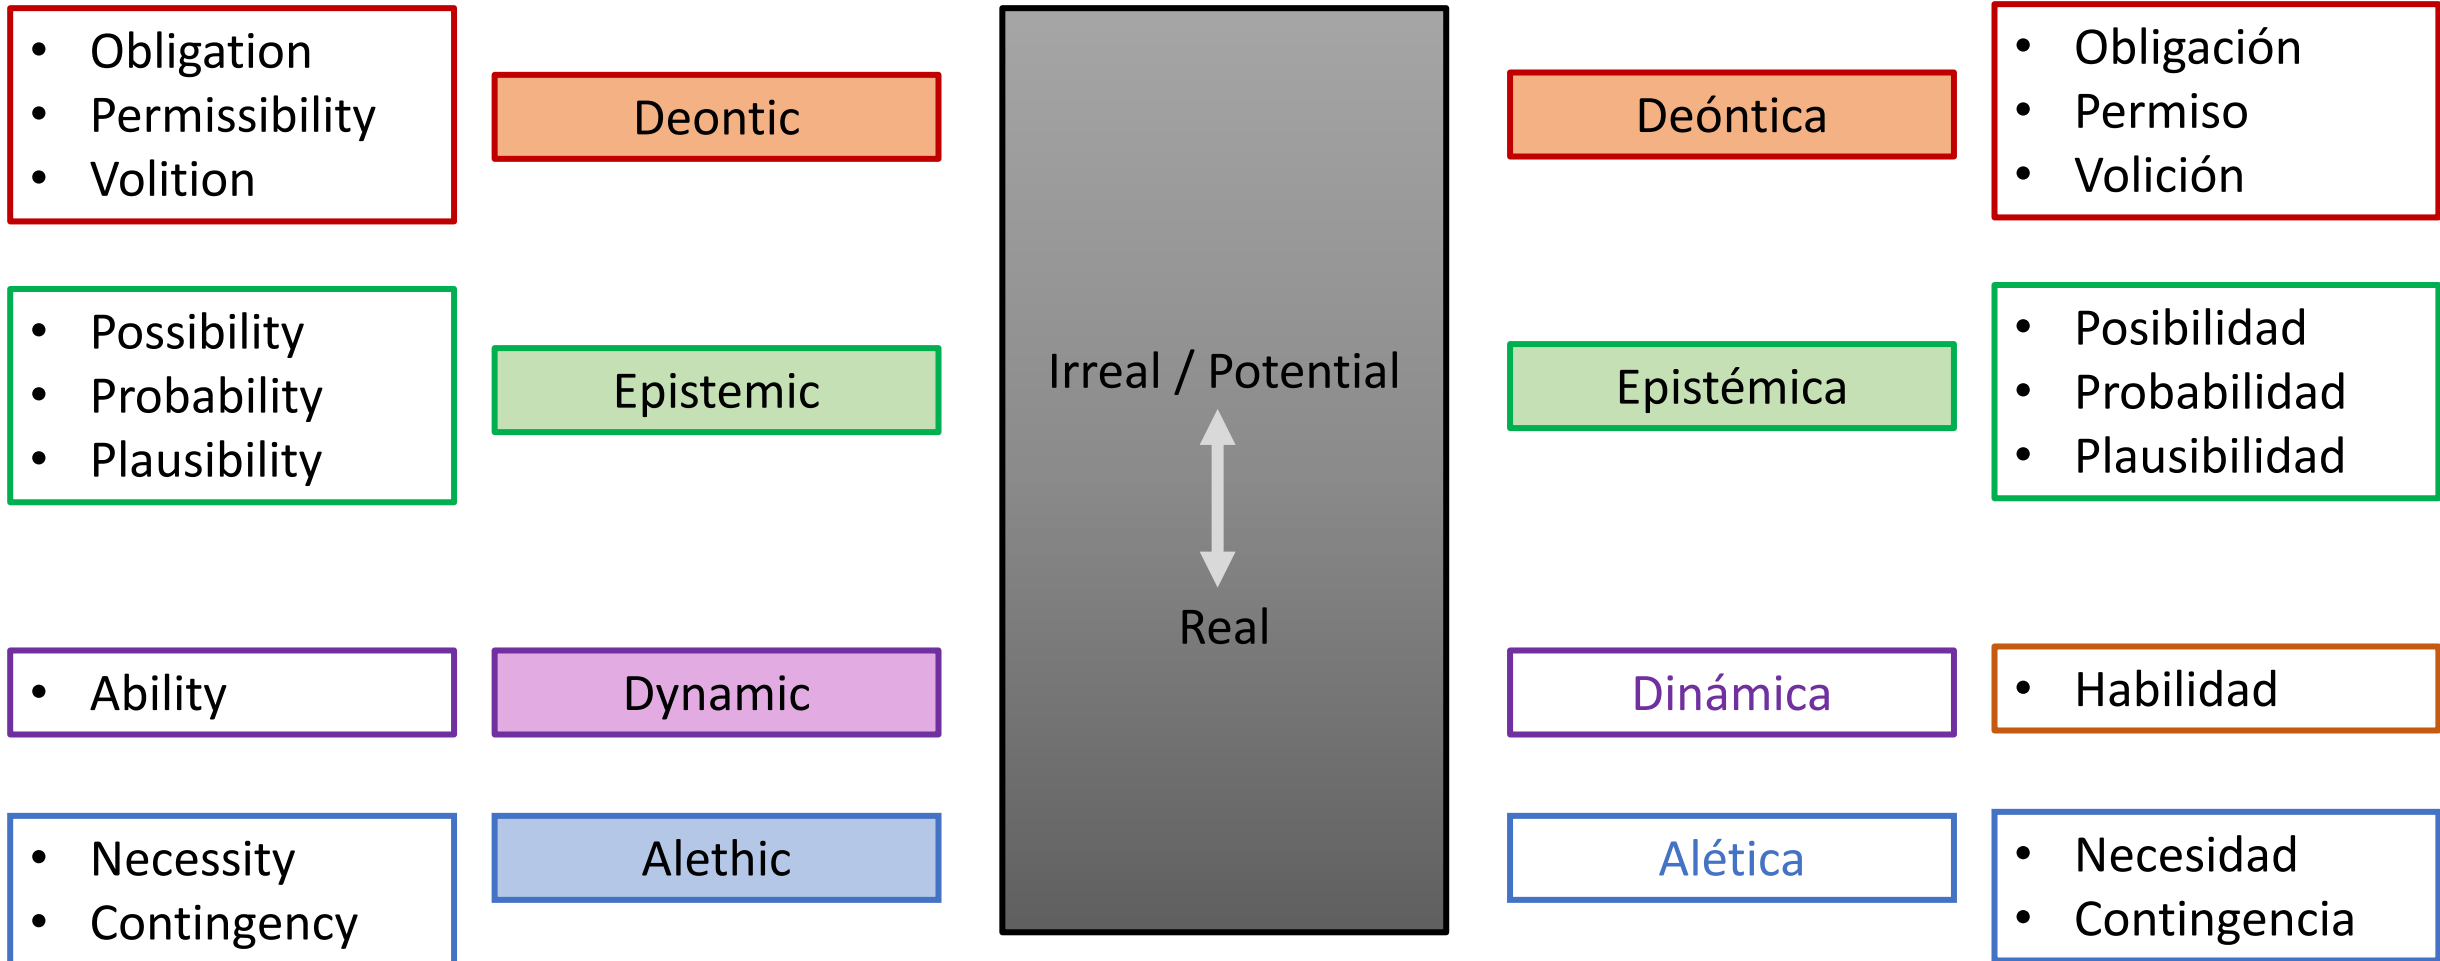 • Obligation
• Permissibility
• Volition
Deontic
• Possibility
• Probability
• Plausibility
Epistemic
• Ability
Dynamic
• Necessity
• Contingency
Alethic
Irreal / Potential
Real
Deóntica
• Obligación
• Permiso
• Volición
Epistémica
• Posibilidad
• Probabilidad
• Plausibilidad
Dinámica
• Habilidad
Alética
• Necesidad
• Contingencia